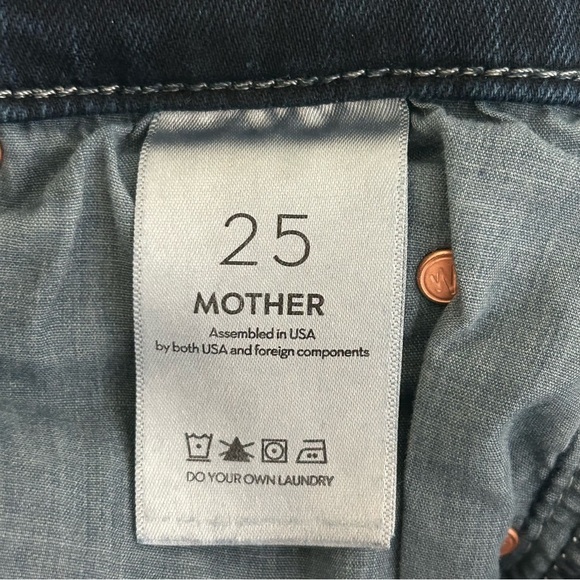 25
MOTHER
Assembled in USA
by both USA and foreign components
DO YOUR OWN LAUNDRY